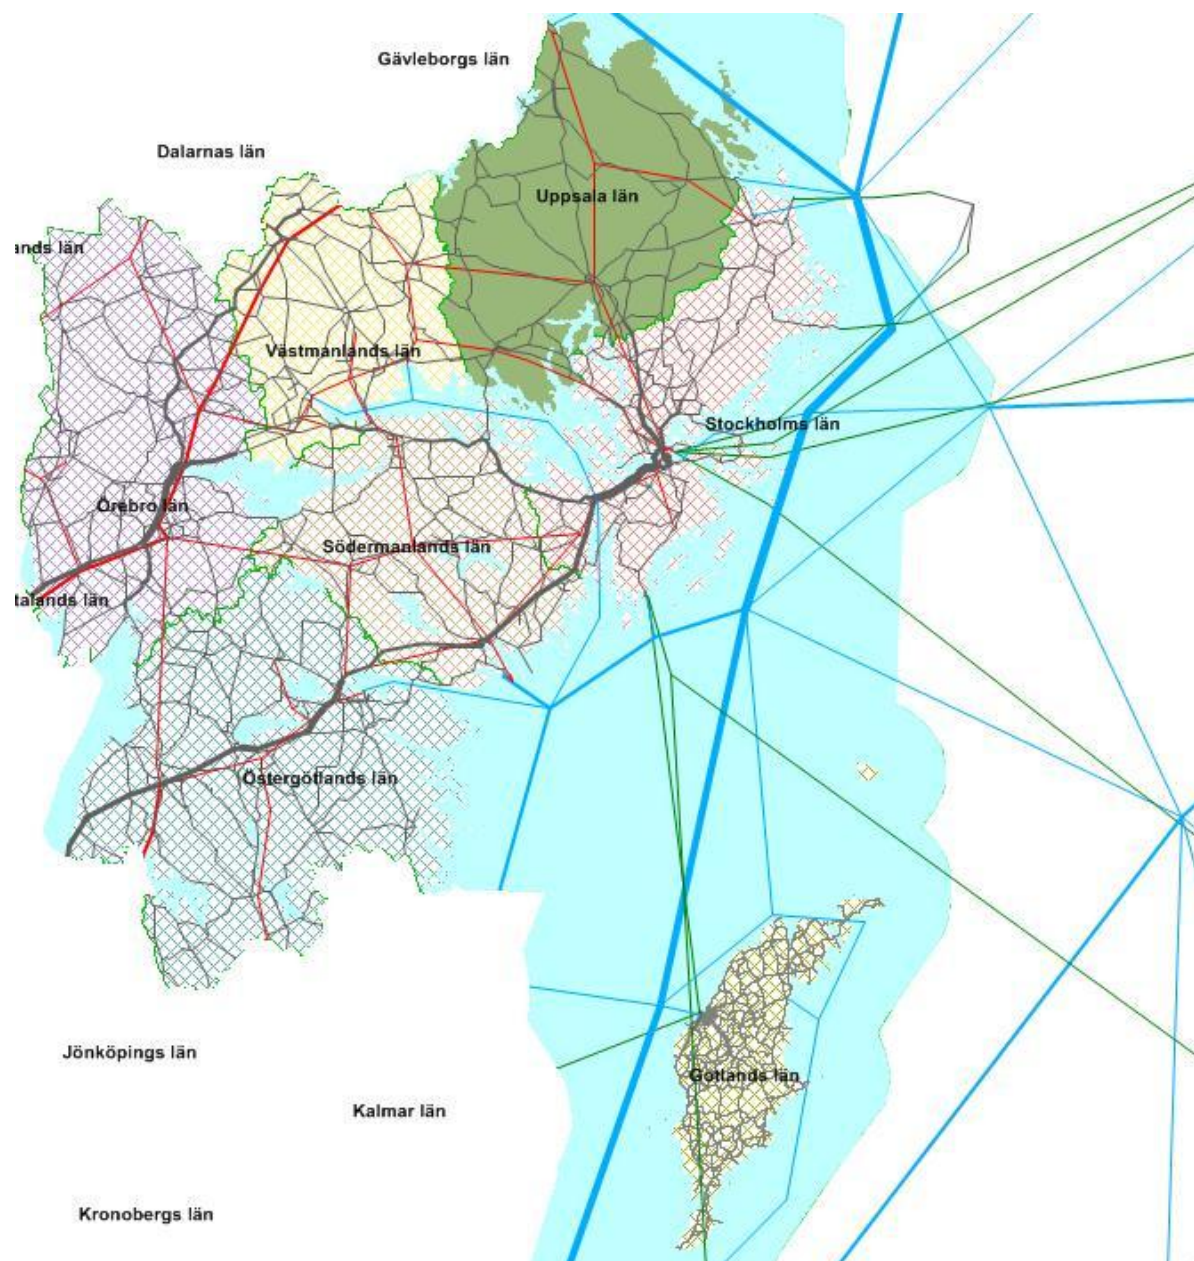 Gävleborgs län
Dalarnas län
Uppsala län
ands län
Västmanlands län
Stockholms län
Örebro län
Södermanlands län
talands län
Östergötlands län
Jönköpings län
Gotlands län
Kalmar län
Kronobergs län